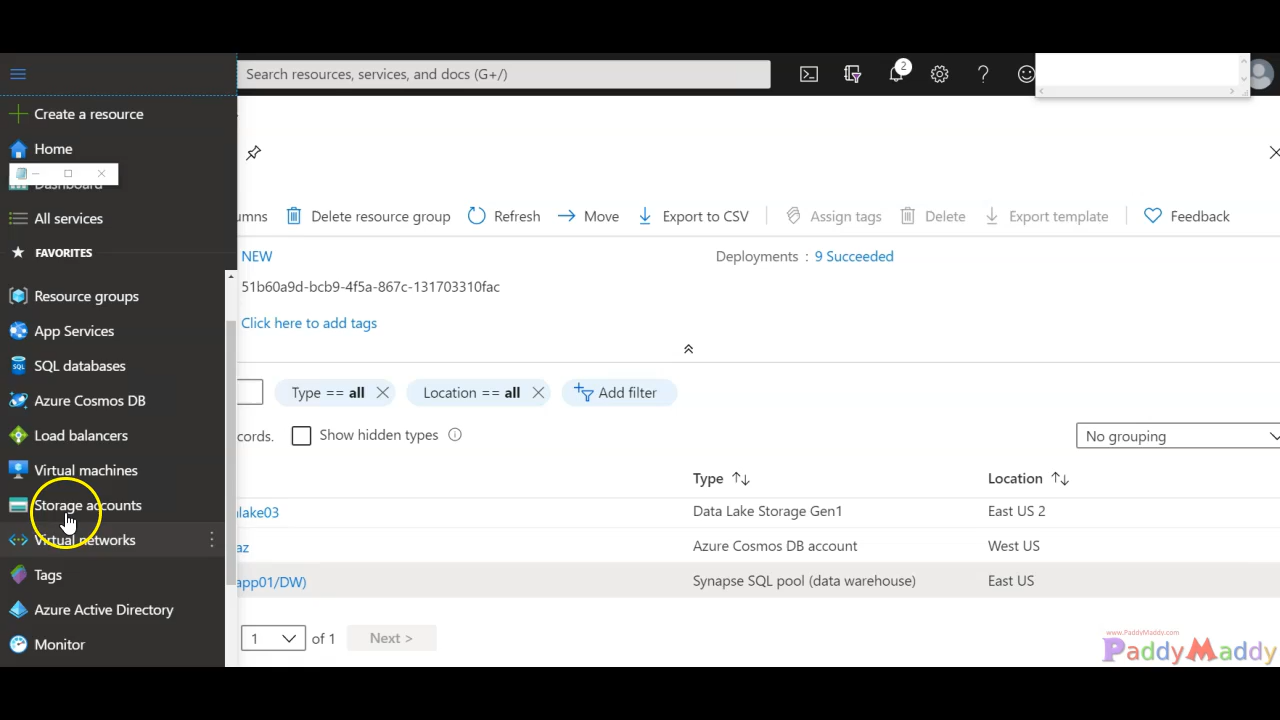 Search resources, services, and docs (G+/)
2
Create a resource
Home
Dashboard
All services
FAVORITES
Resource groups
App Services
SQL databases
Azure Cosmos DB
Load balancers
Virtual machines
Storage accounts
Virtual networks
Tags
Azure Active Directory
Monitor
umns Delete resource group Refresh Move Export to CSV Assign tags Delete Export template Feedback
NEW Deployments : 9 Succeeded
51b60a9d-bcb9-4f5a-867c-131703310fac
Click here to add tags
Type == all Location == all Add filter
cords. Show hidden types No grouping
Type Location
lake03 Data Lake Storage Gen1 East US 2
az Azure Cosmos DB account West US
app01/DW) Synapse SQL pool (data warehouse) East US
1 of 1 Next >
www.PaddyMaddy.com
PaddyMaddy